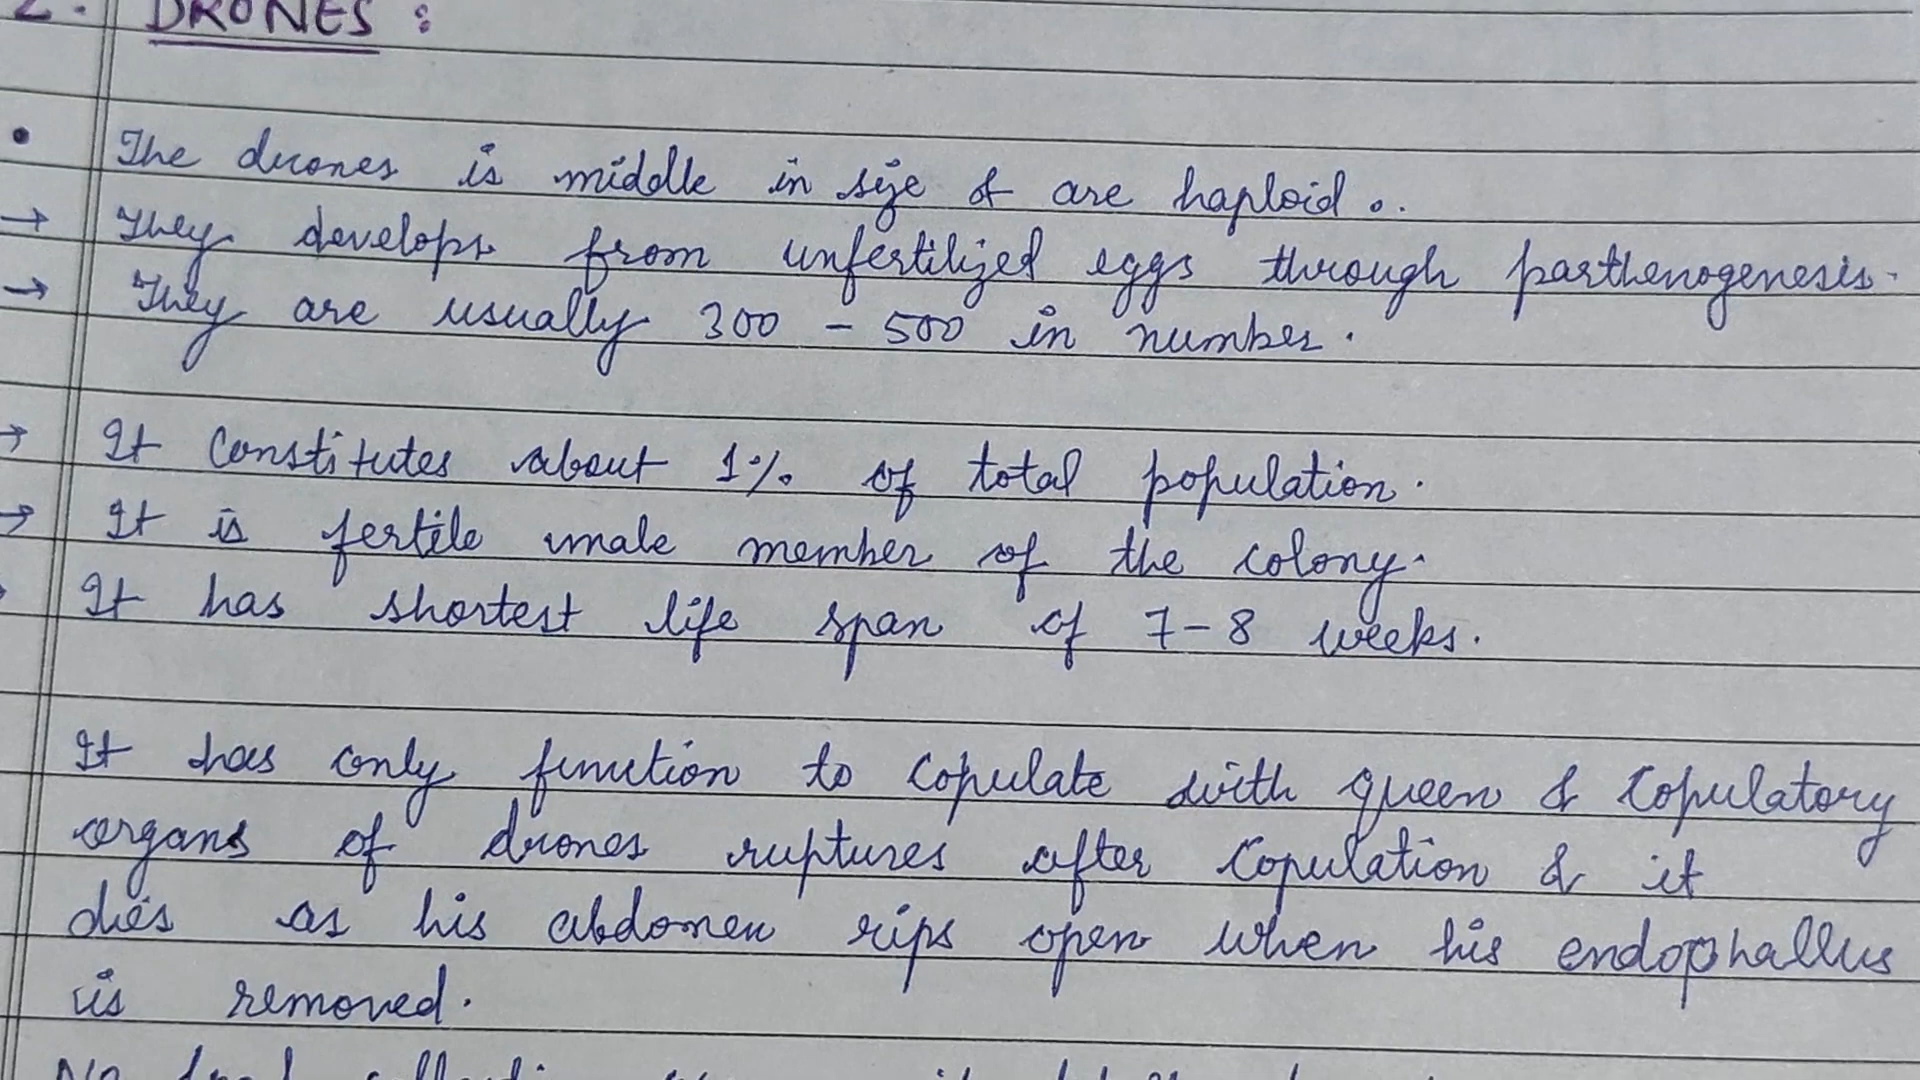 2. DRONES :
• The drones is middle in size & are haploid.
→ They develops from unfertilized eggs through parthenogenesis.
→ They are usually 300 - 500 in number.
→ It constitutes about 1% of total population.
→ It is fertile male member of the colony.
It has shortest life span of 7-8 weeks.
It has only function to copulate with queen & copulatory
organs of drones ruptures after copulation & it
dies as his abdomen rips open when his endophallus
is removed.
No